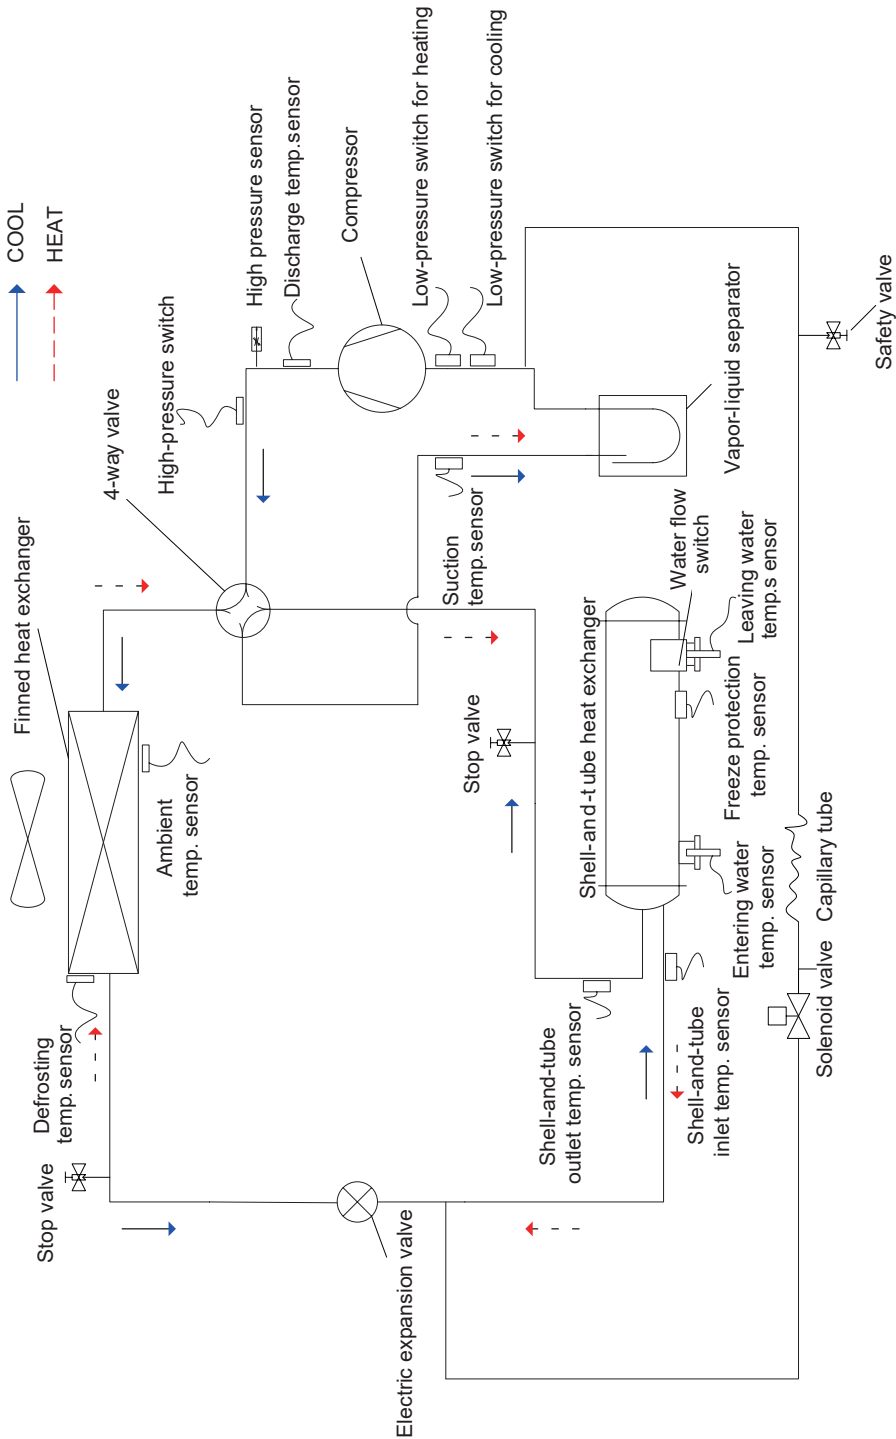 COOL
HEAT
Finned heat exchanger
4-way valve
High-pressure switch
High pressure sensor
Discharge temp.sensor
Compressor
Low-pressure switch for heating
Low-pressure switch for cooling
Defrosting
temp.sensor
Ambient
temp. sensor
Stop valve
Suction
temp.sensor
Vapor-liquid separator
Safety valve
Stop valve
Shell-and-tube heat exchanger
Water flow
switch
Leaving water
temp.s ensor
Freeze protection
temp. sensor
Entering water
temp. sensor
Capillary tube
Solenoid valve
Shell-and-tube
outlet temp. sensor
Shell-and-tube
inlet temp. sensor
Electric expansion valve